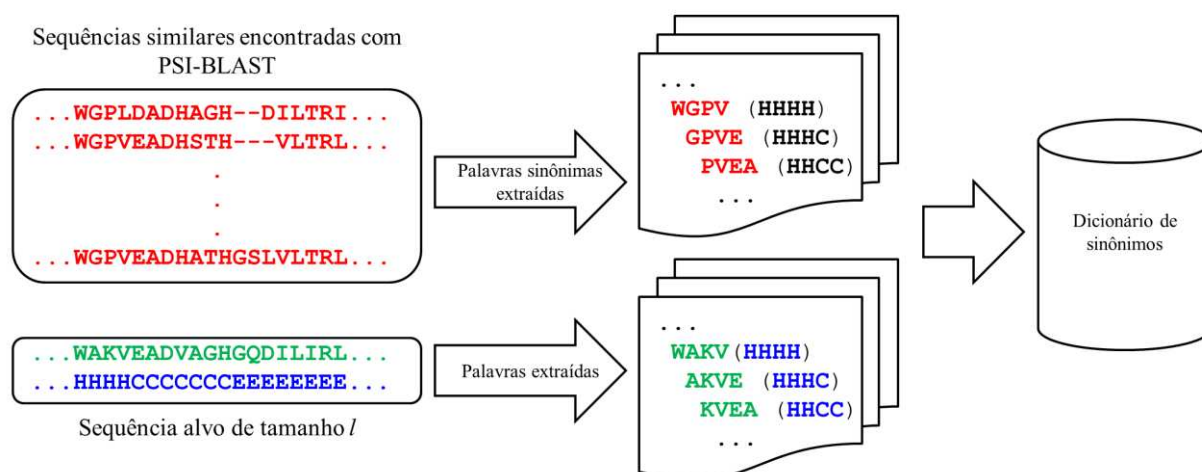 Sequências similares encontradas com
PSI-BLAST
...WGPLDADHAGH--DILTRI...
...WGPVEADHSTH---VLTRL...
.
.
.
...WGPVEADHATHGSLVLTRL...
Palavras sinônimas
extraídas
...
WGPV (HHHH)
GPVE (HHHC)
PVEA (HHCC)
...
Dicionário de
sinônimos
...WAKVEADVAGHGQDILIRL...
...HHHHCCCCCCCEEEEEEEE...
Sequência alvo de tamanho l
Palavras extraídas
...
WAKV(HHHH)
AKVE (HHHC)
KVEA (HHCC)
...